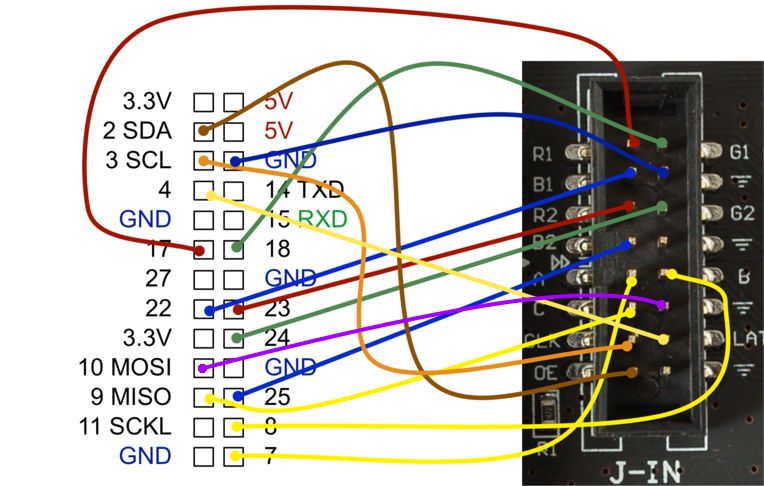 3.3V 5V
2 SDA 5V
3 SCL GND
4 14 TXD
GND 15 RXD
17 18
27 GND
22 23
3.3V 24
10 MOSI GND
9 MISO 25
11 SCKL 8
GND 7
R1 G1
B1
R2 G2
B2
A B
C
CLK LAT
OE
R1
J-IN